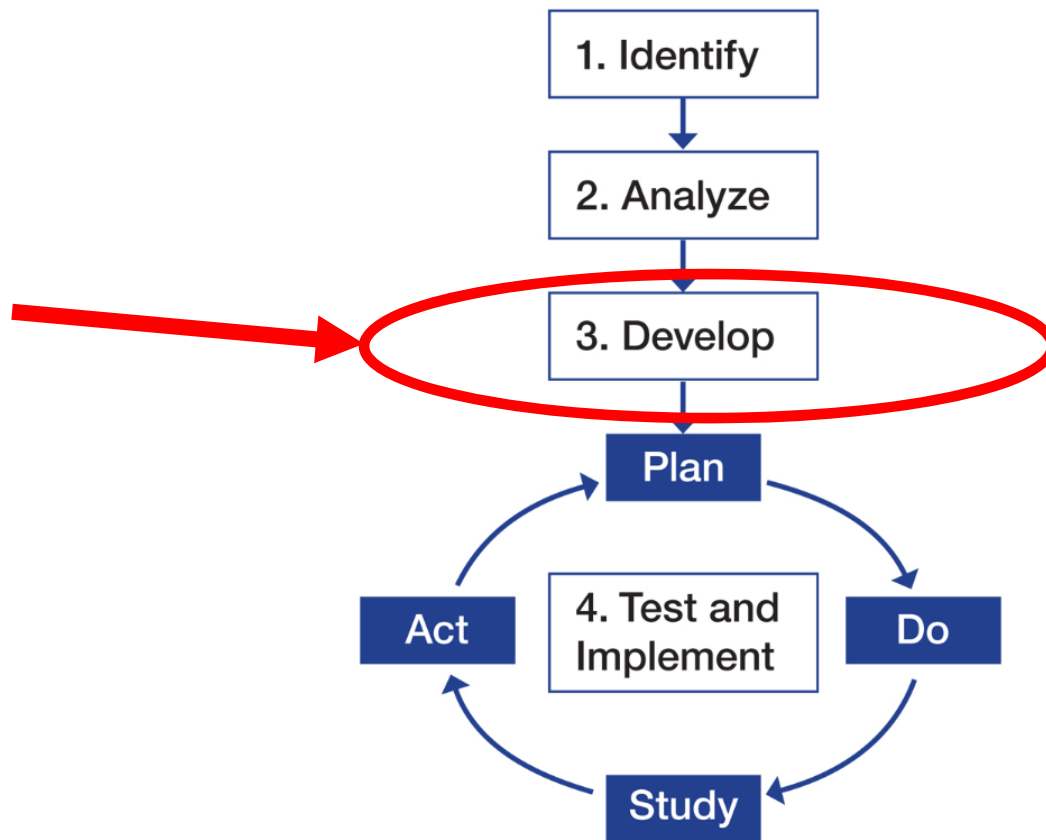 1. Identify
2. Analyze
3. Develop
Plan
Act
4. Test and
Implement
Do
Study